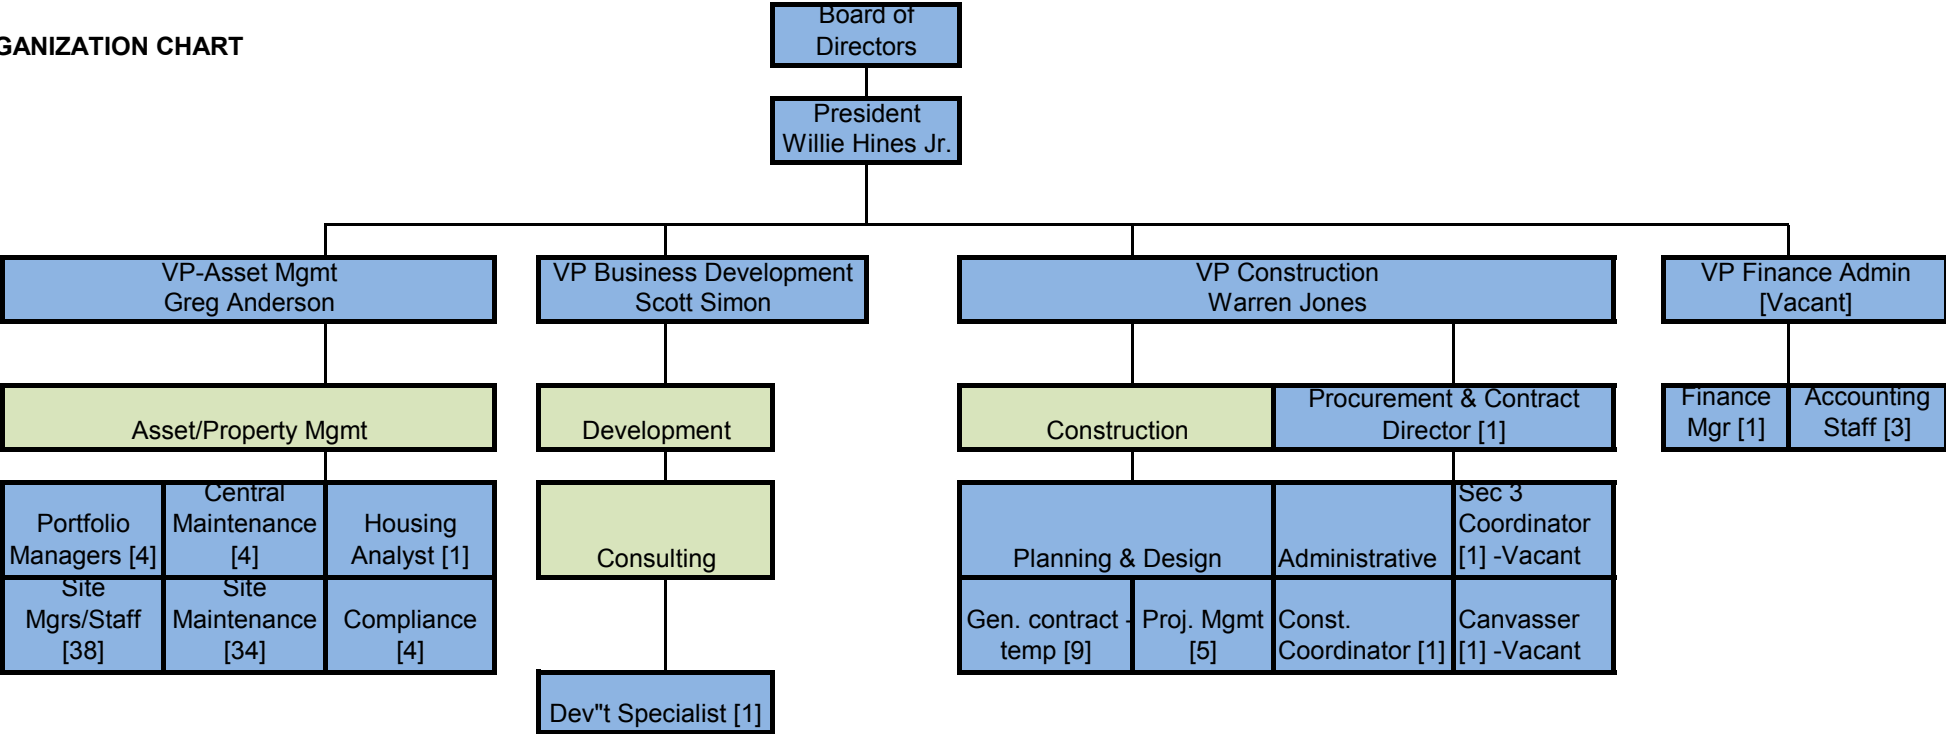 GANIZATION CHART
Board of
Directors
President
Willie Hines Jr.
VP-Asset Mgmt
Greg Anderson
VP Business Development
Scott Simon
VP Construction
Warren Jones
VP Finance Admin
[Vacant]
Asset/Property Mgmt
Development
Construction
Procurement & Contract
Director [1]
Finance
Mgr [1]
Accounting
Staff [3]
Portfolio
Managers [4]
Central
Maintenance
[4]
Housing
Analyst [1]
Consulting
Planning & Design
Administrative
Sec 3
Coordinator
[1] -Vacant
Site
Mgrs/Staff
[38]
Site
Maintenance
[34]
Compliance
[4]
Gen. contract -
temp [9]
Proj. Mgmt
[5]
Const.
Coordinator [1]
Canvasser
[1] -Vacant
Dev"t Specialist [1]